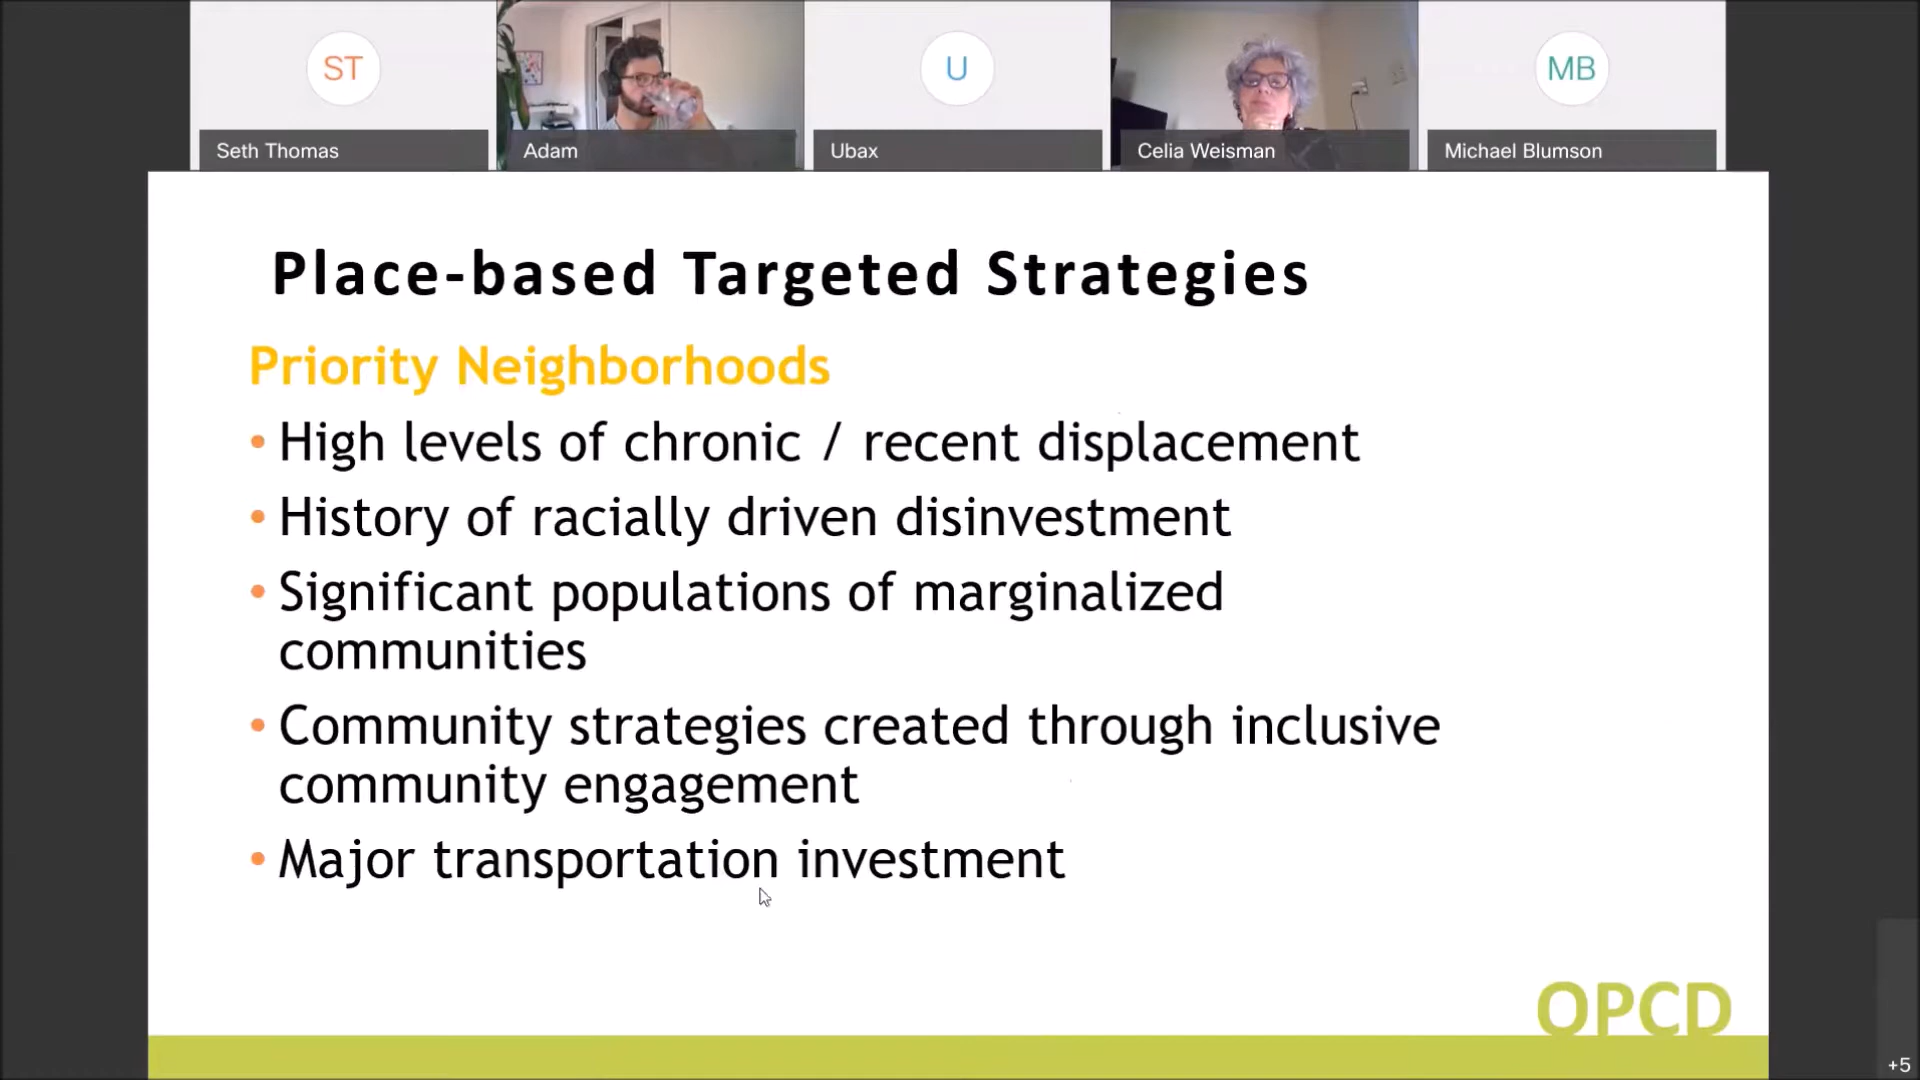 ST
U
MB
Seth Thomas
Adam
Ubax
Celia Weisman
Michael Blumson
Place-based Targeted Strategies
Priority Neighborhoods
• High levels of chronic / recent displacement
• History of racially driven disinvestment
• Significant populations of marginalized
communities
• Community strategies created through inclusive
community engagement
• Major transportation investment
OPCD
+5